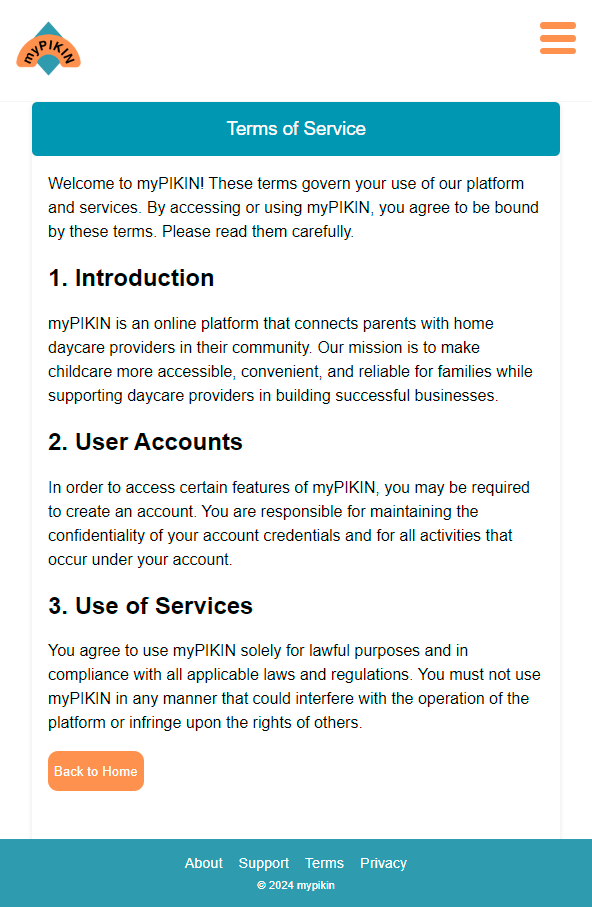 myPIKIN
Terms of Service
Welcome to myPIKIN! These terms govern your use of our platform
and services. By accessing or using myPIKIN, you agree to be bound
by these terms. Please read them carefully.
1. Introduction
myPIKIN is an online platform that connects parents with home
daycare providers in their community. Our mission is to make
childcare more accessible, convenient, and reliable for families while
supporting daycare providers in building successful businesses.
2. User Accounts
In order to access certain features of myPIKIN, you may be required
to create an account. You are responsible for maintaining the
confidentiality of your account credentials and for all activities that
occur under your account.
3. Use of Services
You agree to use myPIKIN solely for lawful purposes and in
compliance with all applicable laws and regulations. You must not use
myPIKIN in any manner that could interfere with the operation of the
platform or infringe upon the rights of others.
Back to Home
About Support Terms Privacy
© 2024 mypikin